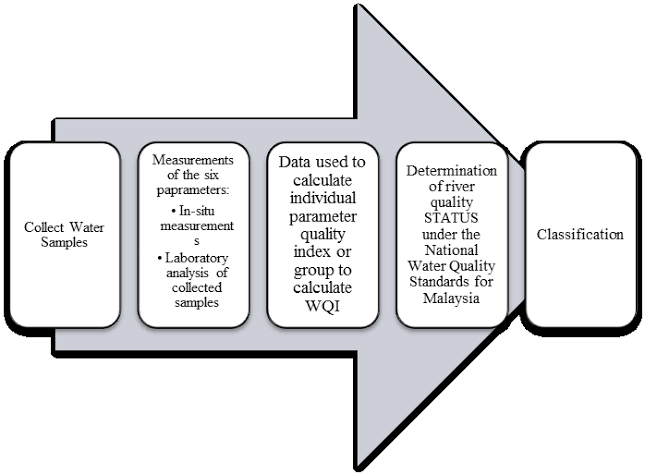 Collect Water
Samples
Measurements
of the six
paprameters:
• In-situ
measurement
s
• Laboratory
analysis of
collected
samples
Data used to
calculate
individual
parameter
quality
index or
group to
calculate
WQI
Determination
of river
quality
STATUS
under the
National
Water Quality
Standards for
Malaysia
Classification